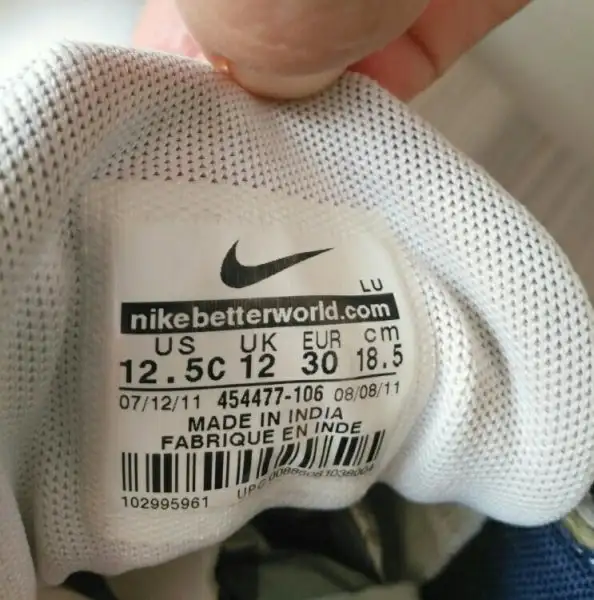 LU
nikebetterworld.com
US UK EUR cm
12.5C 12 30 18.5
07/12/11 454477-106 08/08/11
MADE IN INDIA
FABRIQUE EN INDE
UPC
102995961